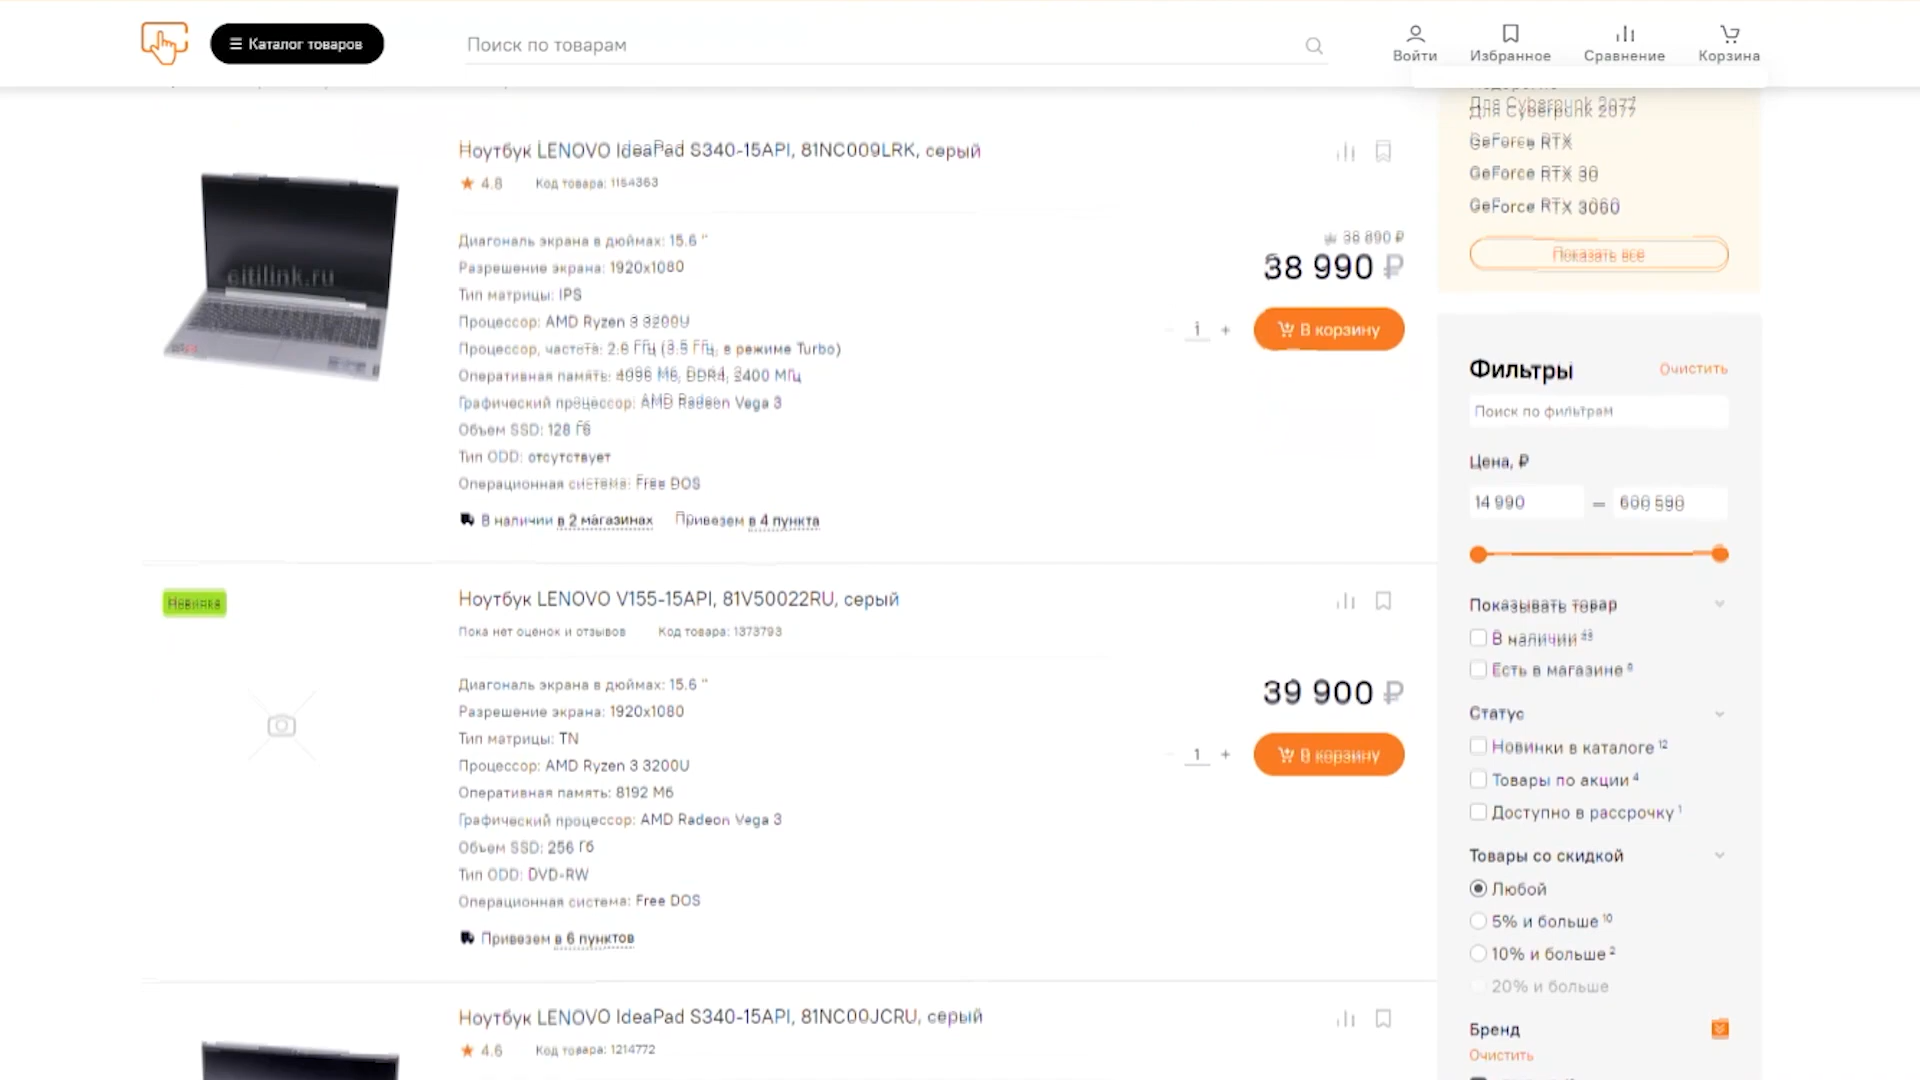 Каталог товаров
Поиск по товарам
Войти
Избранное
Сравнение
Корзина
Для Cyberpunk 2077
GeForce RTX
GeForce RTX 30
GeForce RTX 3060
Показать все
Ноутбук LENOVO IdeaPad S340-15API, 81NC009LRK, серый
4.8 Код товара: 1154363
citilink.ru
Диагональ экрана в дюймах: 15.6 "
Разрешение экрана: 1920x1080
Тип матрицы: IPS
Процессор: AMD Ryzen 3 3200U
Процессор, частота: 2.6 ГГц (3.5 ГГц, в режиме Turbo)
Оперативная память: 4096 Мб, DDR4, 2400 МГц
Графический процессор: AMD Radeon Vega 3
Объем SSD: 128 Гб
Тип ODD: отсутствует
Операционная система: Free DOS
В наличии в 2 магазинах Привезем в 4 пункта
38 990 ₽
1 +
В корзину
Новинка
Ноутбук LENOVO V155-15API, 81V50022RU, серый
Пока нет оценок и отзывов Код товара: 1373793
Диагональ экрана в дюймах: 15.6 "
Разрешение экрана: 1920x1080
Тип матрицы: TN
Процессор: AMD Ryzen 3 3200U
Оперативная память: 8192 Мб
Графический процессор: AMD Radeon Vega 3
Объем SSD: 256 Гб
Тип ODD: DVD-RW
Операционная система: Free DOS
Привезем в 6 пунктов
39 900 ₽
1 +
В корзину
Ноутбук LENOVO IdeaPad S340-15API, 81NC00JCRU, серый
4.6 Код товара: 1214772
Фильтры
Очистить
Поиск по фильтрам
Цена, ₽
14 990 –
Показывать товар
В наличии
Есть в магазине
Статус
Новинки в каталоге 12
Товары по акции 4
Доступно в рассрочку 1
Товары со скидкой
Любой
5% и больше 10
10% и больше 2
20% и больше
Бренд
Очистить